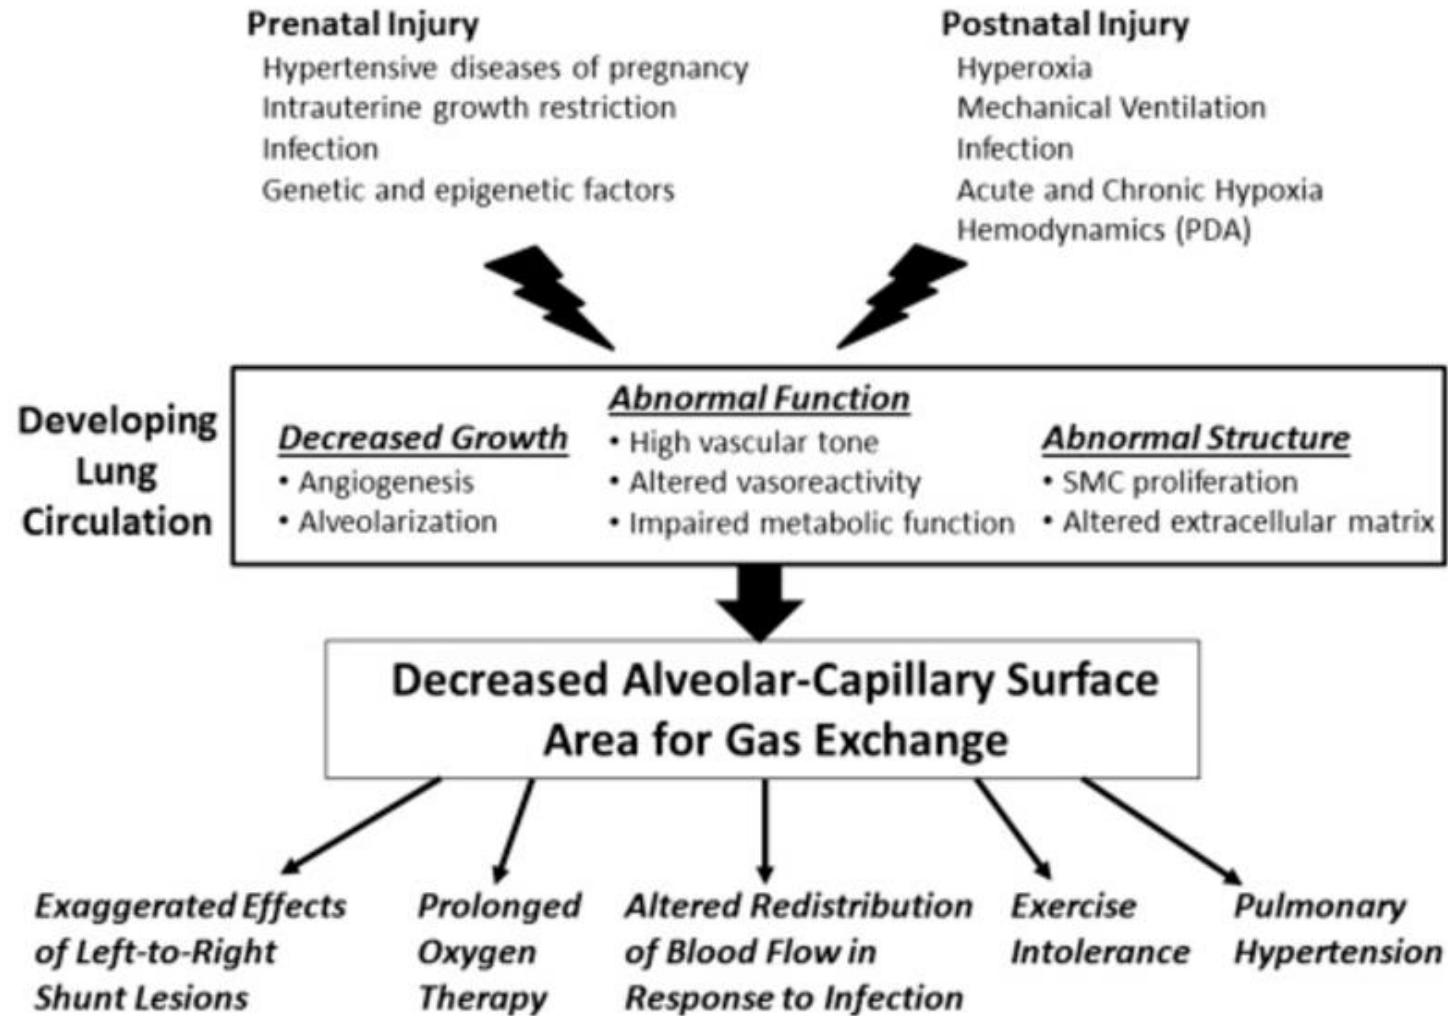 Prenatal Injury
Hypertensive diseases of pregnancy
Intrauterine growth restriction
Infection
Genetic and epigenetic factors
Postnatal Injury
Hyperoxia
Mechanical Ventilation
Infection
Acute and Chronic Hypoxia
Hemodynamics (PDA)
Developing
Lung
Circulation
Decreased Growth
• Angiogenesis
• Alveolarization
Abnormal Function
• High vascular tone
• Altered vasoreactivity
• Impaired metabolic function
Abnormal Structure
• SMC proliferation
• Altered extracellular matrix
Decreased Alveolar-Capillary Surface
Area for Gas Exchange
Exaggerated Effects
of Left-to-Right
Shunt Lesions
Prolonged
Oxygen
Therapy
Altered Redistribution
of Blood Flow in
Response to Infection
Exercise
Intolerance
Pulmonary
Hypertension